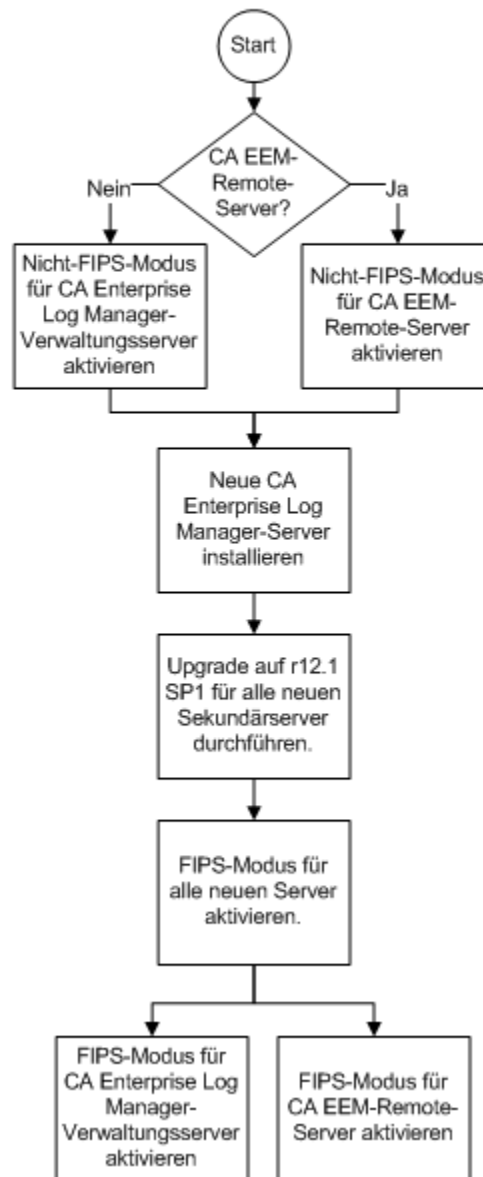 Start
CA EEM-
Remote-
Server?
Nein
Ja
Nicht-FIPS-Modus
für CA Enterprise
Log Manager-
Verwaltungsserver
aktivieren
Nicht-FIPS-Modus
für CA EEM-
Remote-Server
aktivieren
Neue CA
Enterprise Log
Manager-Server
installieren
Upgrade auf r12.1
SP1 für alle neuen
Sekundärserver
durchführen.
FIPS-Modus für
alle neuen Server
aktivieren.
FIPS-Modus für
CA Enterprise Log
Manager-
Verwaltungsserver
aktivieren
FIPS-Modus für
CA EEM-Remote-
Server aktivieren